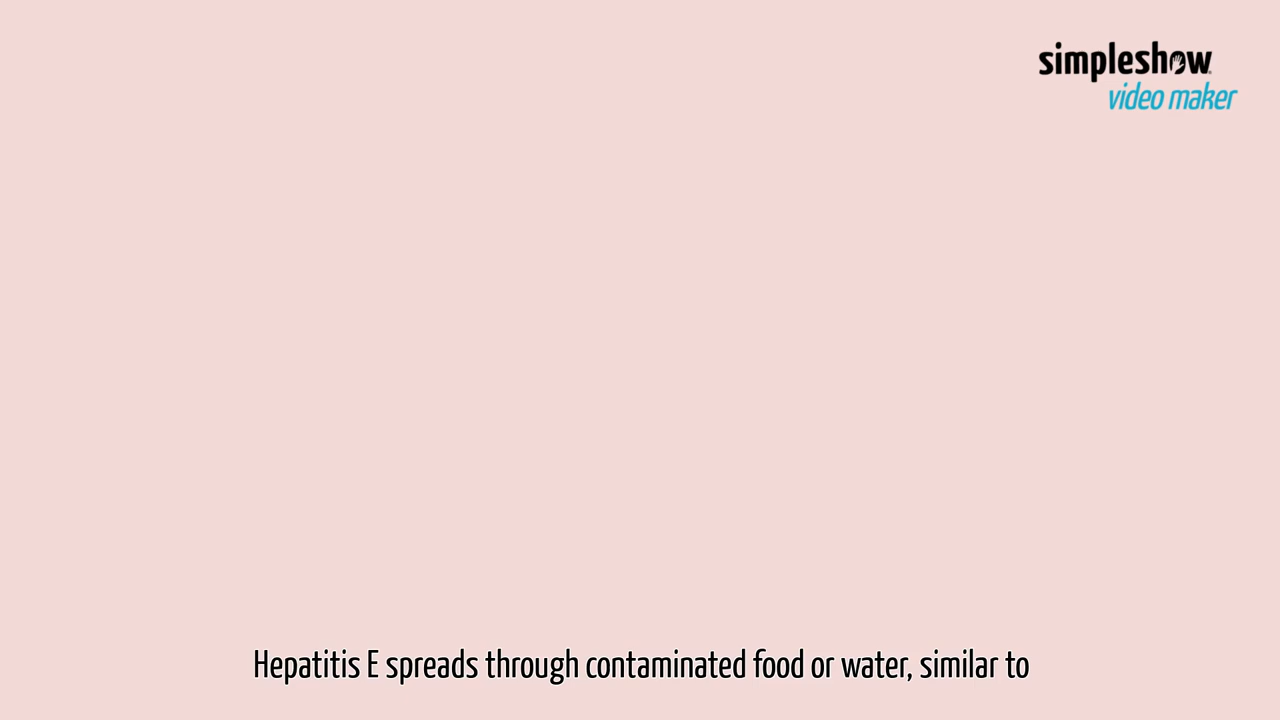 simpleshow
video maker
Hepatitis E spreads through contaminated food or water, similar to